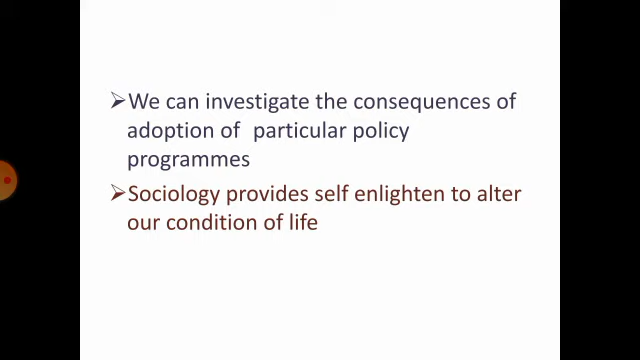 ➢We can investigate the consequences of
adoption of particular policy
programmes
➢Sociology provides self enlighten to alter
our condition of life